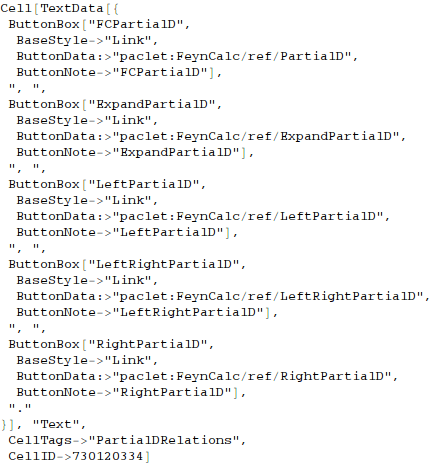 Cell[TextData[{
ButtonBox["FCPartialD",
BaseStyle->"Link",
ButtonData:>"paclet:FeynCalc/ref/PartialD",
ButtonNote->"FCPartialD"],
", ",
ButtonBox["ExpandPartialD",
BaseStyle->"Link",
ButtonData:>"paclet:FeynCalc/ref/ExpandPartialD",
ButtonNote->"ExpandPartialD"],
", ",
ButtonBox["LeftPartialD",
BaseStyle->"Link",
ButtonData:>"paclet:FeynCalc/ref/LeftPartialD",
ButtonNote->"LeftPartialD"],
", ",
ButtonBox["LeftRightPartialD",
BaseStyle->"Link",
ButtonData:>"paclet:FeynCalc/ref/LeftRightPartialD",
ButtonNote->"LeftRightPartialD"],
", ",
ButtonBox["RightPartialD",
BaseStyle->"Link",
ButtonData:>"paclet:FeynCalc/ref/RightPartialD",
ButtonNote->"RightPartialD"],
"."
}], "Text",
CellTags->"PartialDRelations",
CellID->730120334]